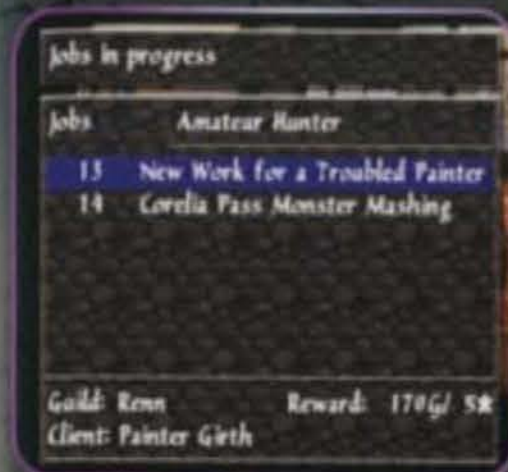 Jobs in progress
Jobs Amatear Hunter
13 New Work for a Troubled Painter
14 Corelia Pass Monster Mashing
Guild: Renn Reward: 170G/ 5★
Client: Painter Girth